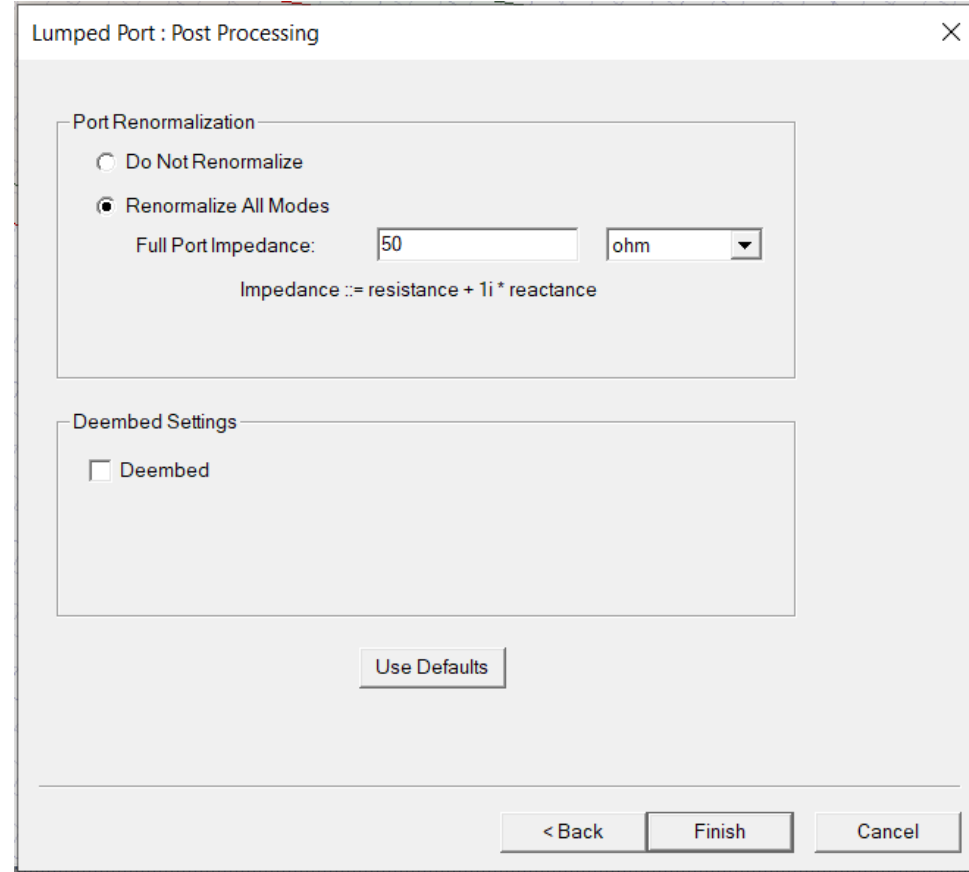 Lumped Port : Post Processing
Port Renormalization
Do Not Renormalize
Renormalize All Modes
Full Port Impedance: 50 ohm
Impedance ::= resistance + 1i * reactance
Deembed Settings
Deembed
Use Defaults
< Back Finish Cancel